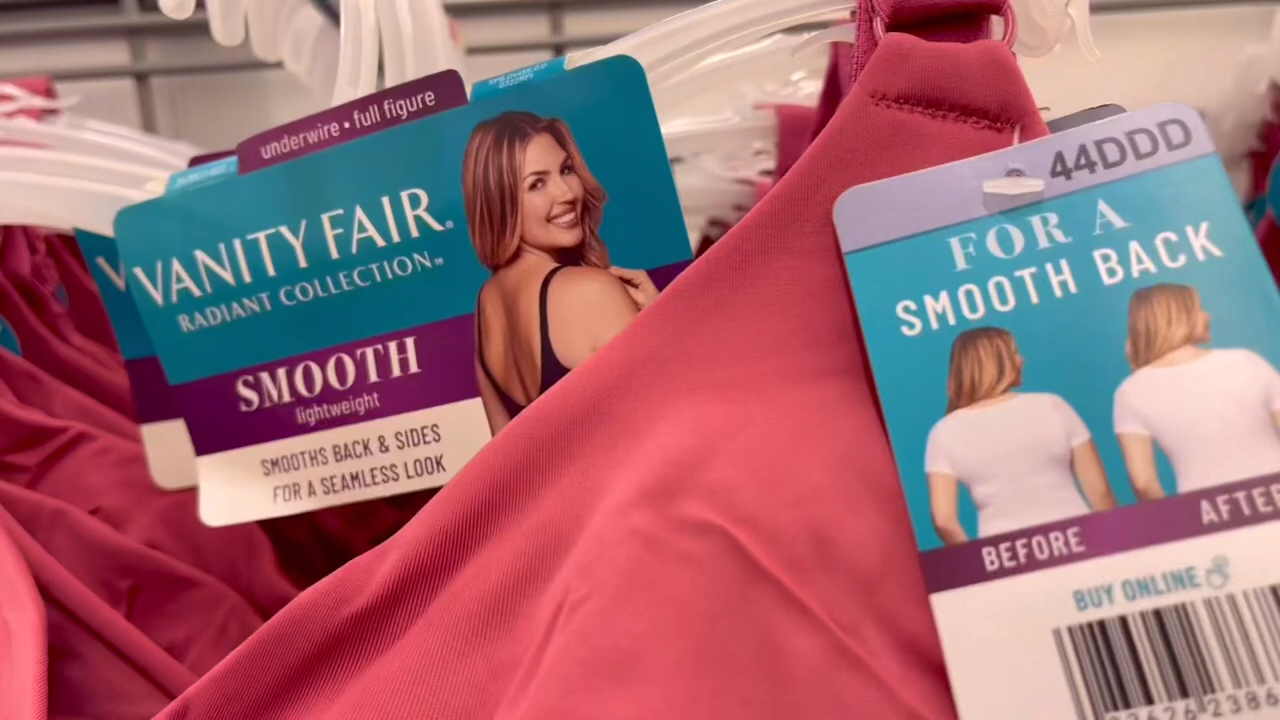 underwire • full figure
VANITY FAIR®
RADIANT COLLECTION™
SMOOTH
lightweight
SMOOTHS BACK & SIDES
FOR A SEAMLESS LOOK
44DDD
FOR A
SMOOTH BACK
BEFORE
AFTER
BUY ONLINE